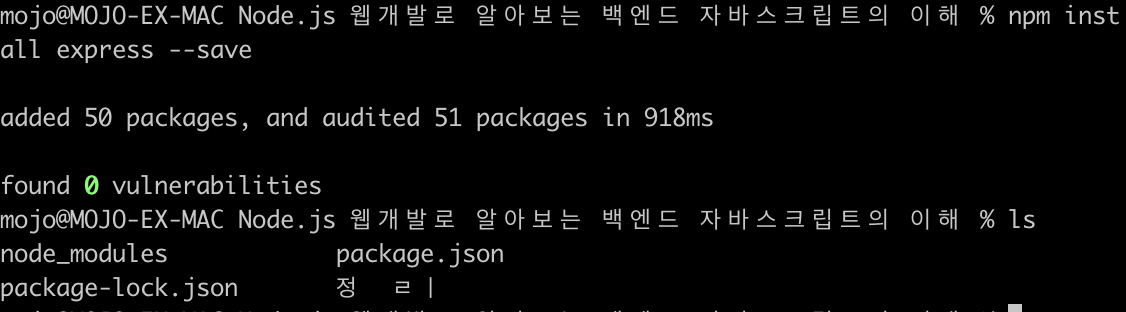 mojo@MOJO-EX-MAC Node.js 웹개발로 알아보는 백엔드 자바스크립트의 이해 % npm inst
all express --save
added 50 packages, and audited 51 packages in 918ms
found 0 vulnerabilities
mojo@MOJO-EX-MAC Node.js 웹개발로 알아보는 백엔드 자바스크립트의 이해 % ls
node_modules package.json
package-lock.json 정 ㄹㅣ